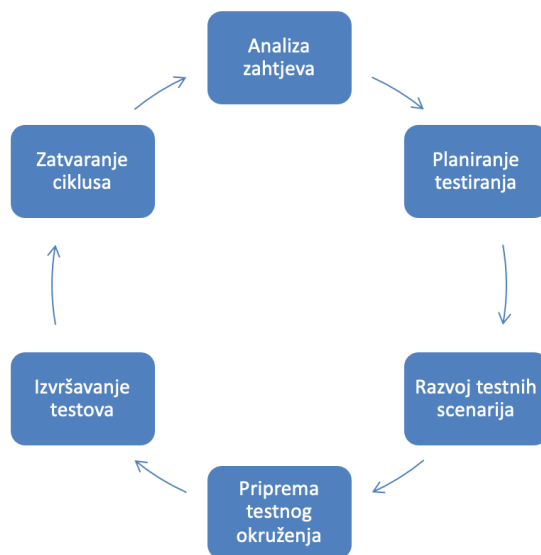 Analiza
zahtjeva
Planiranje
testiranja
Razvoj testnih
scenarija
Priprema
testnog
okruženja
Izvršavanje
testova
Zatvaranje
ciklusa